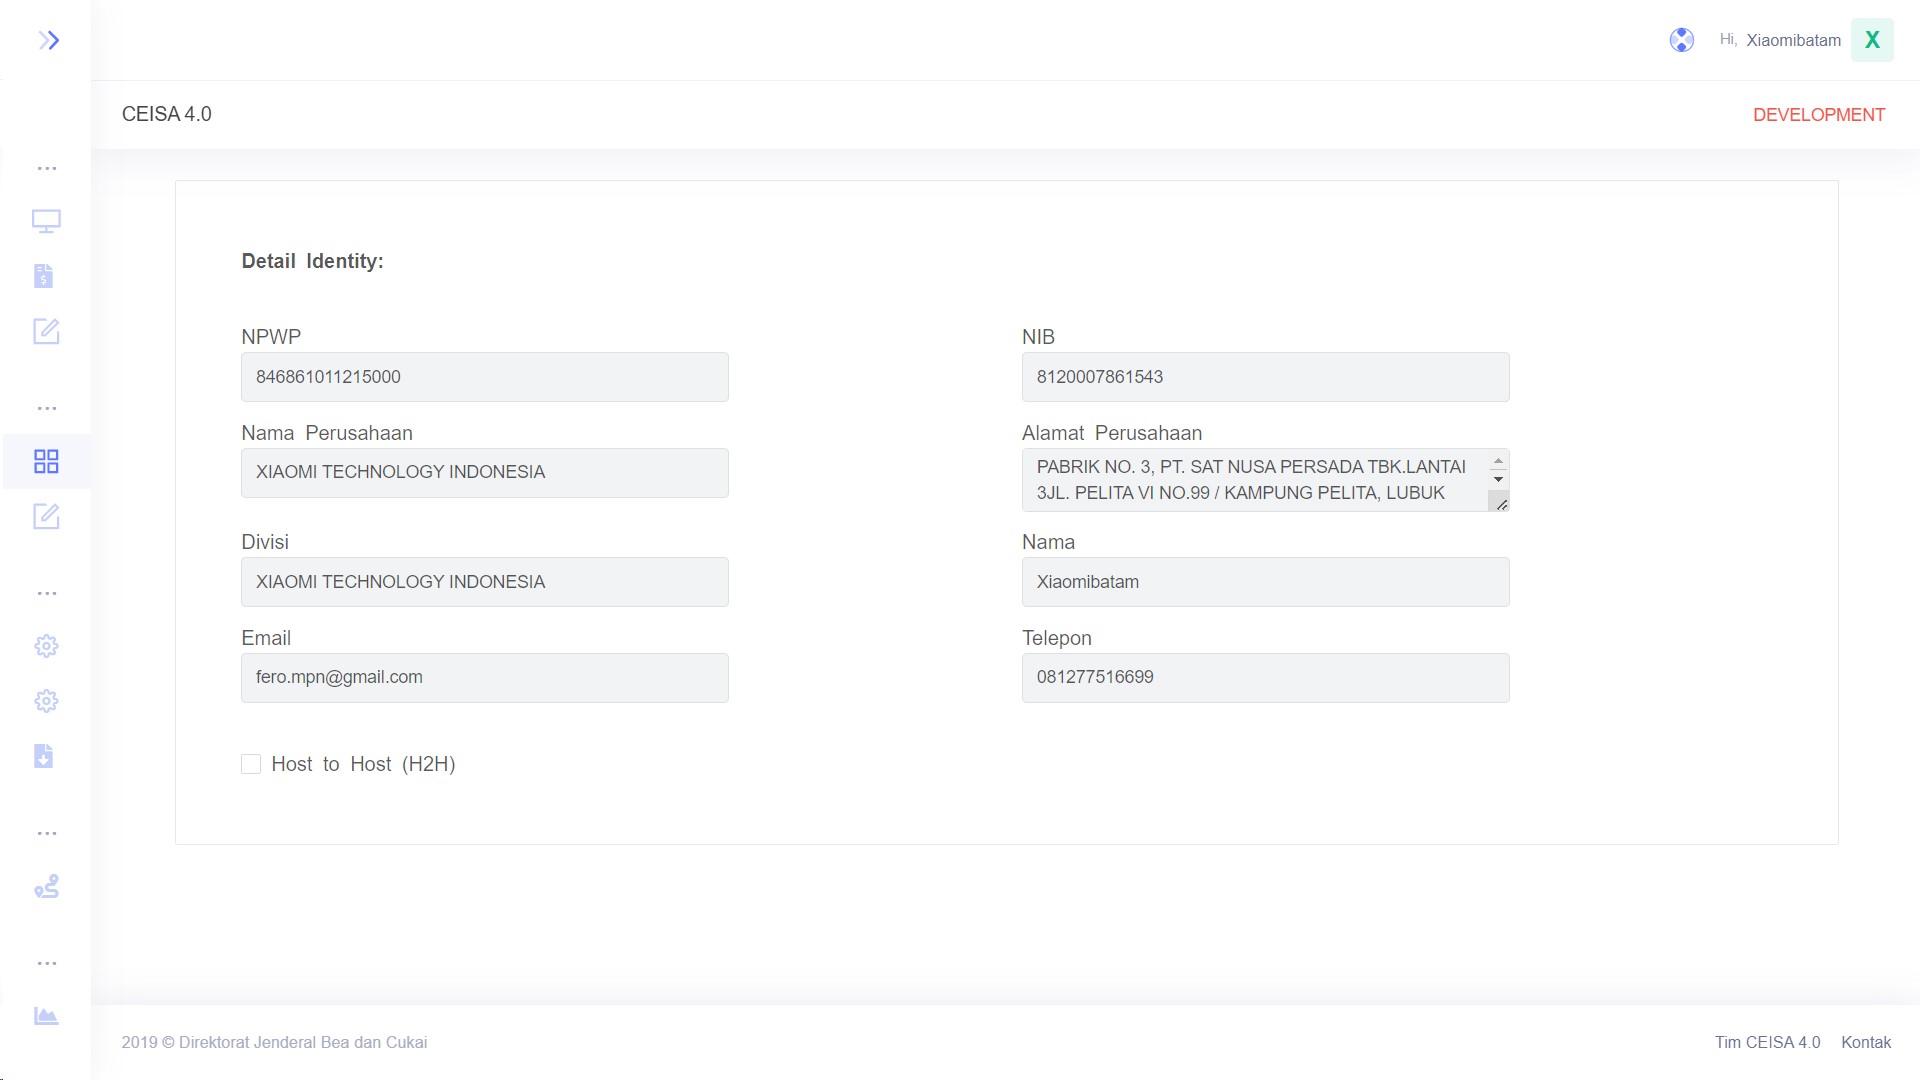 Hi, Xiaomibatam X
CEISA 4.0
DEVELOPMENT
Detail Identity:
NPWP
846861011215000
NIB
8120007861543
Nama Perusahaan
XIAOMI TECHNOLOGY INDONESIA
Alamat Perusahaan
PABRIK NO. 3, PT. SAT NUSA PERSADA TBK.LANTAI
3JL. PELITA VI NO.99 / KAMPUNG PELITA, LUBUK
Divisi
XIAOMI TECHNOLOGY INDONESIA
Nama
Xiaomibatam
Email
fero.mpn@gmail.com
Telepon
081277516699
Host to Host (H2H)
2019 © Direktorat Jenderal Bea dan Cukai
Tim CEISA 4.0 Kontak